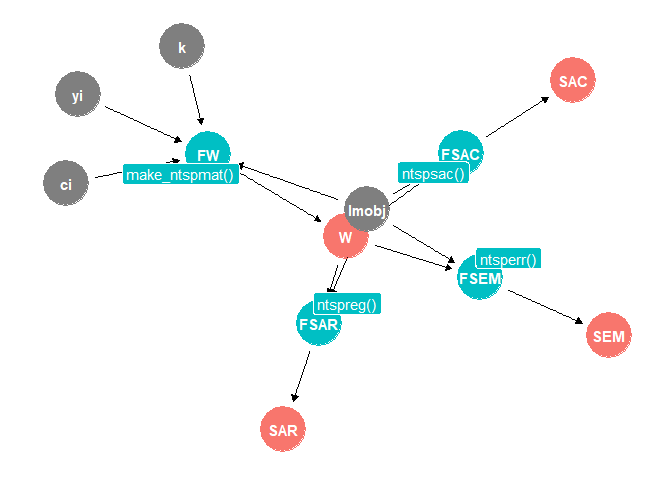 k
SAC
yi
FW
FSAC
make_ntspmat()
ntspsac()
ci
lmobj
W
ntsperr()
FSEM
ntspreg()
FSAR
SEM
SAR